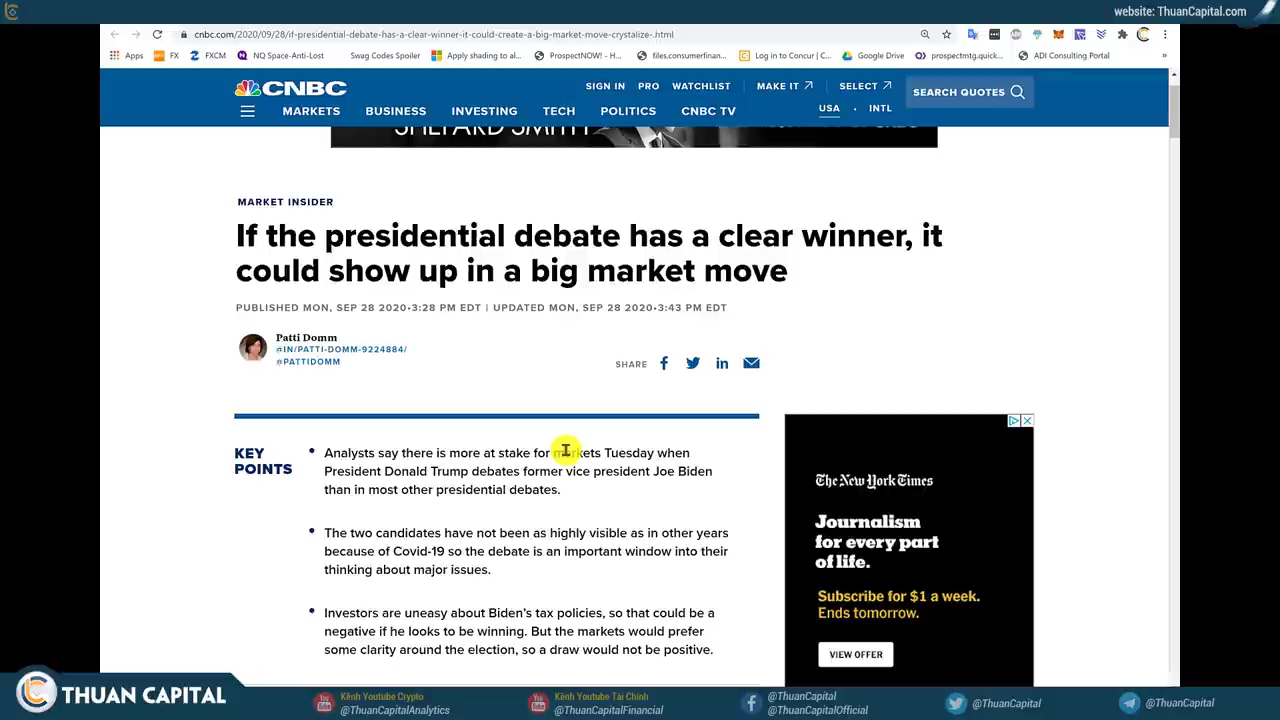 website: ThuanCapital.com
cnbc.com/2020/09/28/if-presidential-debate-has-a-clear-winner-it-could-create-a-big-market-move-crystalize-.html
Apps
FX
FXCM
NQ Space-Anti-Lost
Swag Codes Spoiler
Apply shading to al...
ProspectNOW! - H...
files.consumerfinan...
Log in to Concur | C...
Google Drive
prospectmtg.quick...
ADI Consulting Portal
CNBC
SIGN IN PRO WATCHLIST MAKE IT SELECT
SEARCH QUOTES
USA · INTL
MARKETS BUSINESS INVESTING TECH POLITICS CNBC TV
SHEPARD SMITH
MARKET INSIDER
If the presidential debate has a clear winner, it
could show up in a big market move
PUBLISHED MON, SEP 28 2020•3:28 PM EDT | UPDATED MON, SEP 28 2020•3:43 PM EDT
Patti Domm
@IN/PATTI-DOMM-9224884/
@PATTIDOMM
SHARE
KEY
POINTS
Analysts say there is more at stake for markets Tuesday when
President Donald Trump debates former vice president Joe Biden
than in most other presidential debates.
The two candidates have not been as highly visible as in other years
because of Covid-19 so the debate is an important window into their
thinking about major issues.
Investors are uneasy about Biden's tax policies, so that could be a
negative if he looks to be winning. But the markets would prefer
some clarity around the election, so a draw would not be positive.
The New York Times
Journalism
for every part
of life.
Subscribe for $1 a week.
Ends tomorrow.
VIEW OFFER
THUAN CAPITAL
Kênh Youtube Crypto
@ThuanCapitalAnalytics
Kênh Youtube Tài Chính
@ThuanCapitalFinancial
@ThuanCapital
@ThuanCapitalOfficial
@ThuanCapital
@ThuanCapital